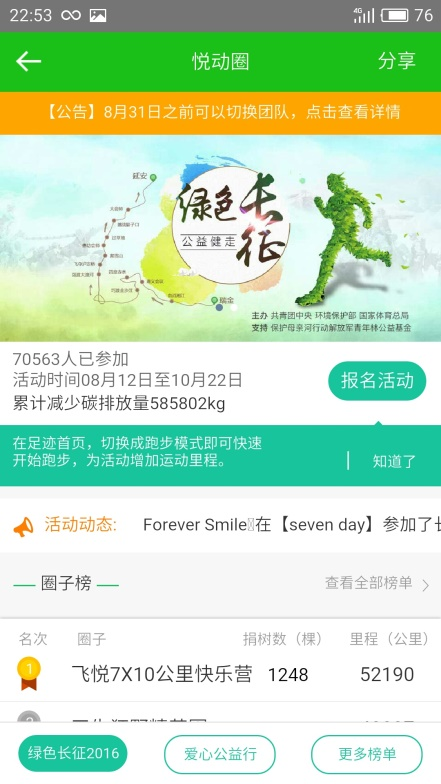 22:53
4G
76
悦动圈
分享
【公告】8月31日之前可以切换团队，点击查看详情
延安
绿色长征
公益健走
瑞金
主办 共青团中央 环境保护部 国家体育总局
支持 保护母亲河行动解放军青年林公益基金
70563人已参加
活动时间08月12日至10月22日
累计减少碳排放量585802kg
报名活动
在足迹首页，切换成跑步模式即可快速
开始跑步，为活动增加运动里程。
知道了
活动动态:
Forever Smile 在【seven day】参加了
圈子榜
查看全部榜单
名次 圈子 捐树数（棵） 里程（公里）
1 飞悦7X10公里快乐营 1248 52190
绿色长征2016
爱心公益行
更多榜单